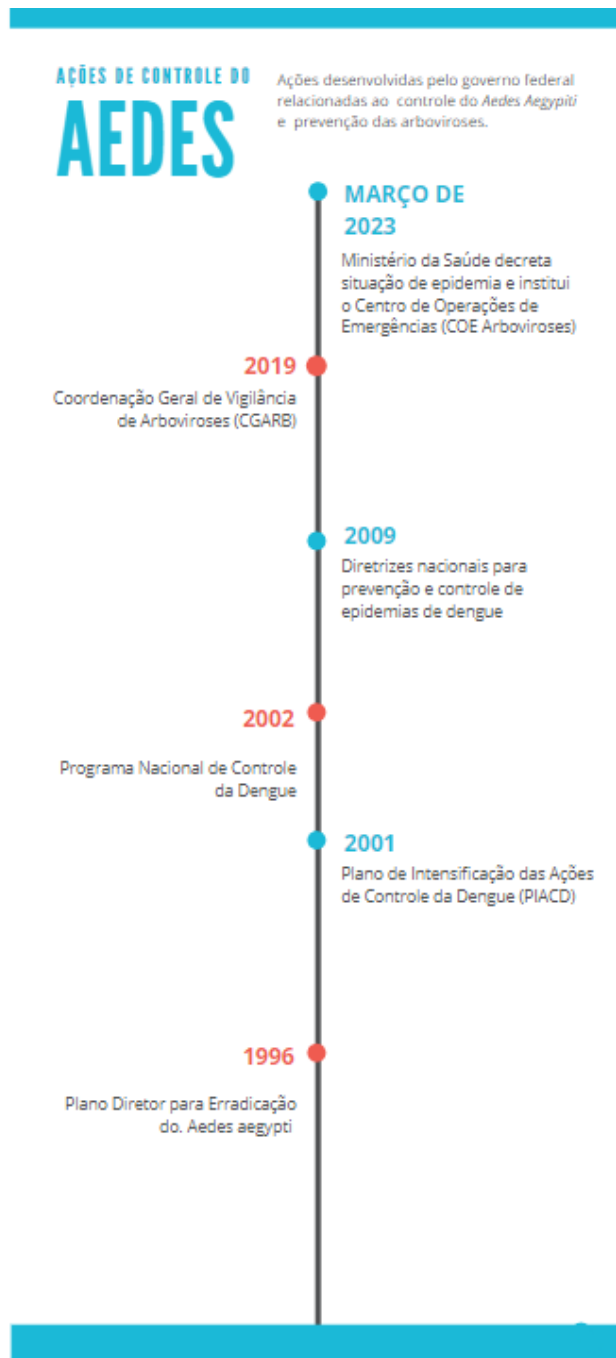 AÇÕES DE CONTROLE DO
AEDES
Ações desenvolvidas pelo governo federal
relacionadas ao controle do Aedes Aegypiti
e prevenção das arboviroses.
MARÇO DE
2023
Ministério da Saúde decreta
situação de epidemia e institui
o Centro de Operações de
Emergências (COE Arboviroses)
2019
Coordenação Geral de Vigilância
de Arboviroses (CGARB)
2009
Diretrizes nacionais para
prevenção e controle de
epidemias de dengue
2002
Programa Nacional de Controle
da Dengue
2001
Plano de Intensificação das Ações
de Controle da Dengue (PIACD)
1996
Plano Diretor para Erradicação
do. Aedes aegypti